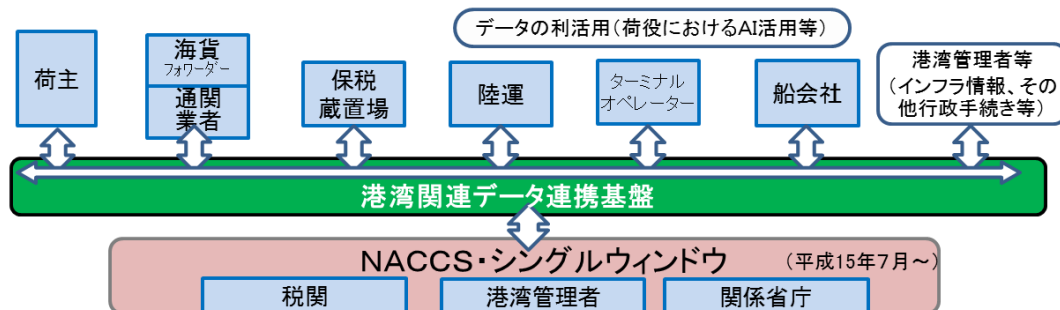 データの利活用(荷役におけるAI活用等)
荷主
海貨
フォワーダー
通関
業者
保税
蔵置場
陸運
ターミナル
オペレーター
船会社
港湾管理者等
(インフラ情報、その
他行政手続き等)
港湾関連データ連携基盤
NACCS・シングルウィンドウ (平成15年7月~)
税関
港湾管理者
関係省庁